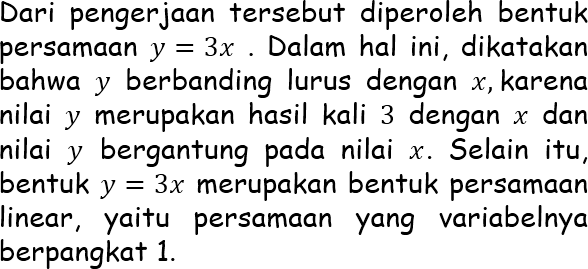 Dari pengerjaan tersebut diperoleh bentuk
persamaan y = 3x . Dalam hal ini, dikatakan
bahwa y berbanding lurus dengan x, karena
nilai y merupakan hasil kali 3 dengan x dan
nilai y bergantung pada nilai x. Selain itu,
bentuk y = 3x merupakan bentuk persamaan
linear, yaitu persamaan yang variabelnya
berpangkat 1.